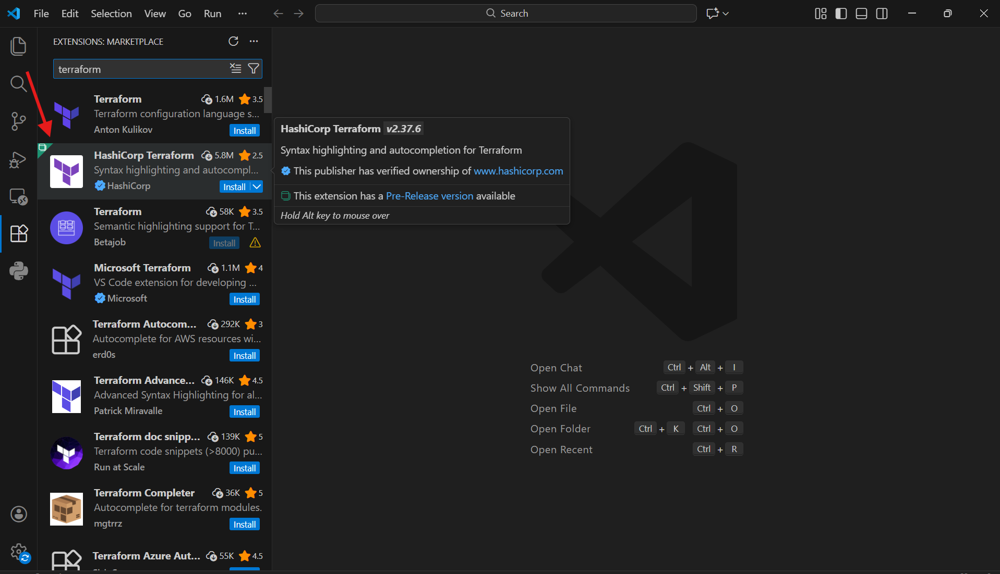 File Edit Selection View Go Run ···
Search
EXTENSIONS: MARKETPLACE
terraform
Terraform 1.6M 3.5
Terraform configuration language s...
Anton Kulikov Install
HashiCorp Terraform 5.8M 2.5
Syntax highlighting and autocompl...
HashiCorp Install
Terraform 58K 3.5
Semantic highlighting support for T...
Betajob Install
Microsoft Terraform 1.1M 4
VS Code extension for developing ...
Microsoft Install
Terraform Autocom... 292K 3
Autocomplete for AWS resources wi...
erd0s Install
Terraform Advance... 146K 4.5
Advanced Syntax Highlighting for al...
Patrick Miravalle Install
Terraform doc snipp... 139K 5
Terraform code snippets (>8000) pu...
Run at Scale Install
Terraform Completer 36K 5
Autocomplete for terraform modules.
mgtrrz Install
Terraform Azure Aut... 55K 4.5
HashiCorp Terraform v2.37.6
Syntax highlighting and autocompletion for Terraform
This publisher has verified ownership of www.hashicorp.com
This extension has a Pre-Release version available
Hold Alt key to mouse over
Open Chat Ctrl + Alt + I
Show All Commands Ctrl + Shift + P
Open File Ctrl + O
Open Folder Ctrl + K Ctrl + O
Open Recent Ctrl + R